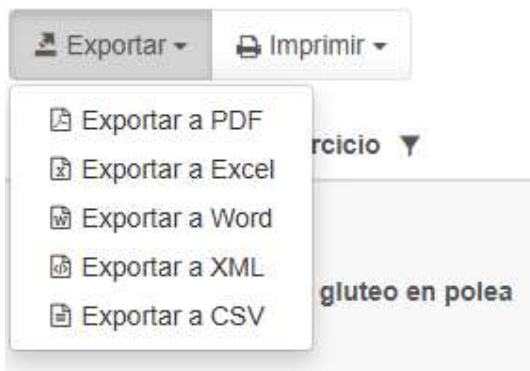 Exportar Imprimir
Exportar a PDF
rcicio
Exportar a Excel
Exportar a Word
Exportar a XML
gluteo en polea
Exportar a CSV